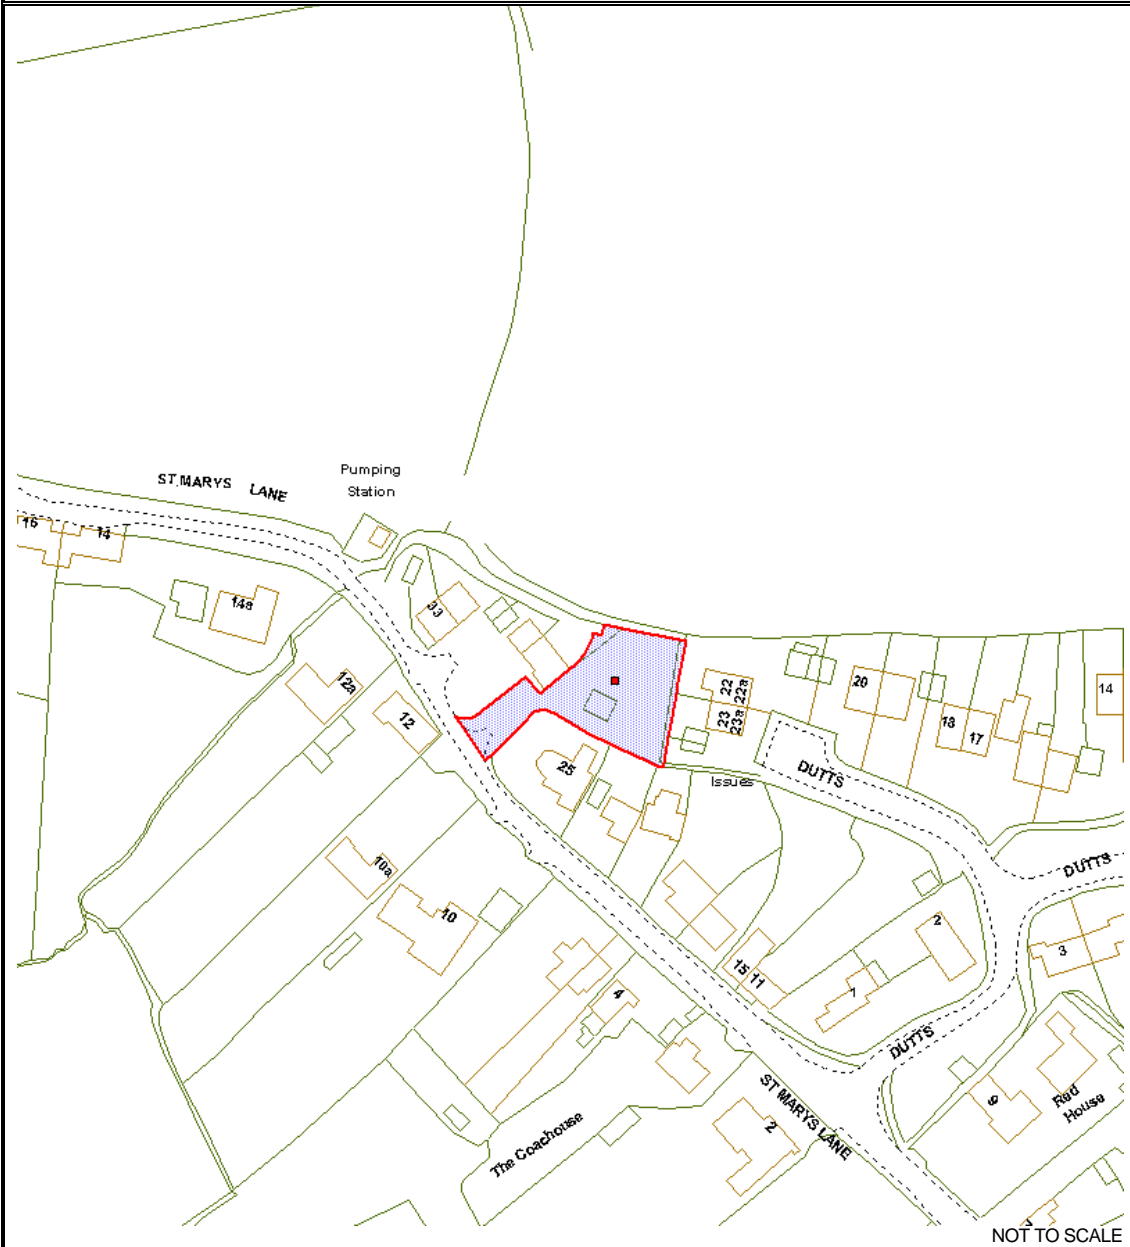 Pumping
Station
ST MARYS LANE
16
14
14a
33
12a
12
22
22a
23
23a
20
18
17
14
25
Issues
DUTTS
DUTTS
10a
10
2
3
15
11
7
4
DUTTS
ST MARYS LANE
2
The Coachouse
9
Red
House
NOT TO SCALE